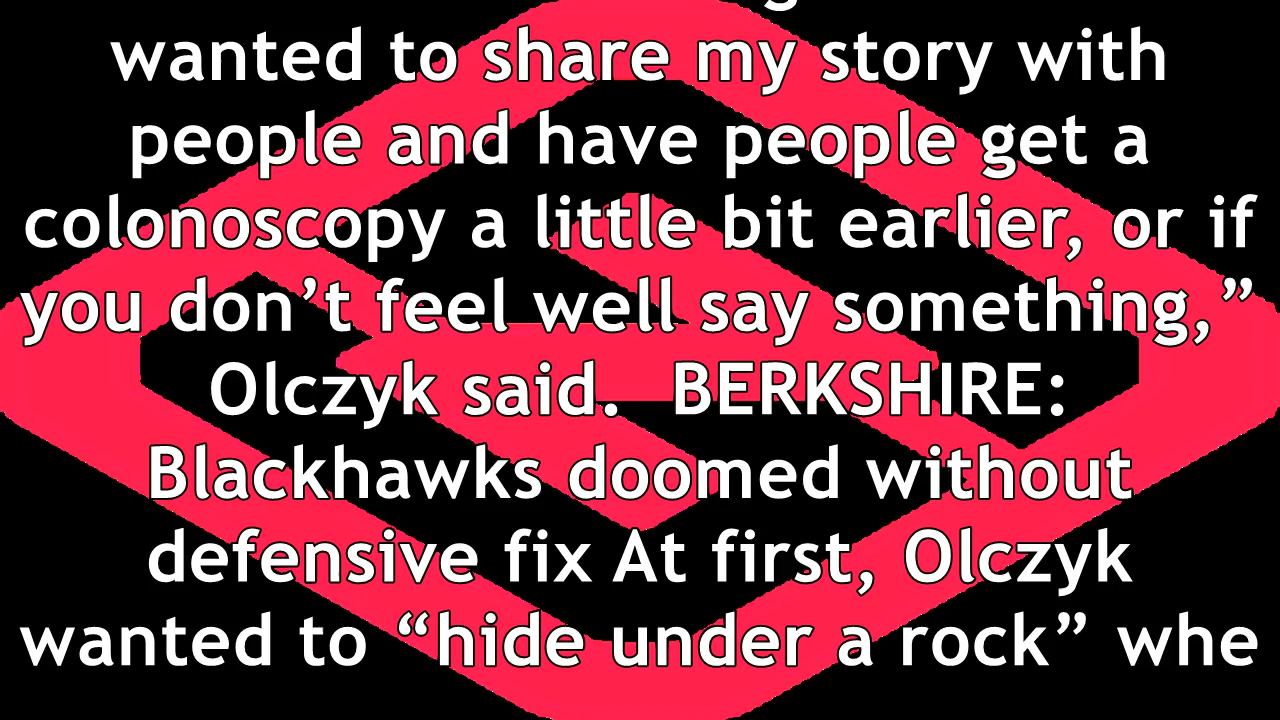 wanted to share my story with
people and have people get a
colonoscopy a little bit earlier, or if
you don’t feel well say something,”
Olczyk said.  BERKSHIRE:
Blackhawks doomed without
defensive fix At first, Olczyk
wanted to “hide under a rock” whe